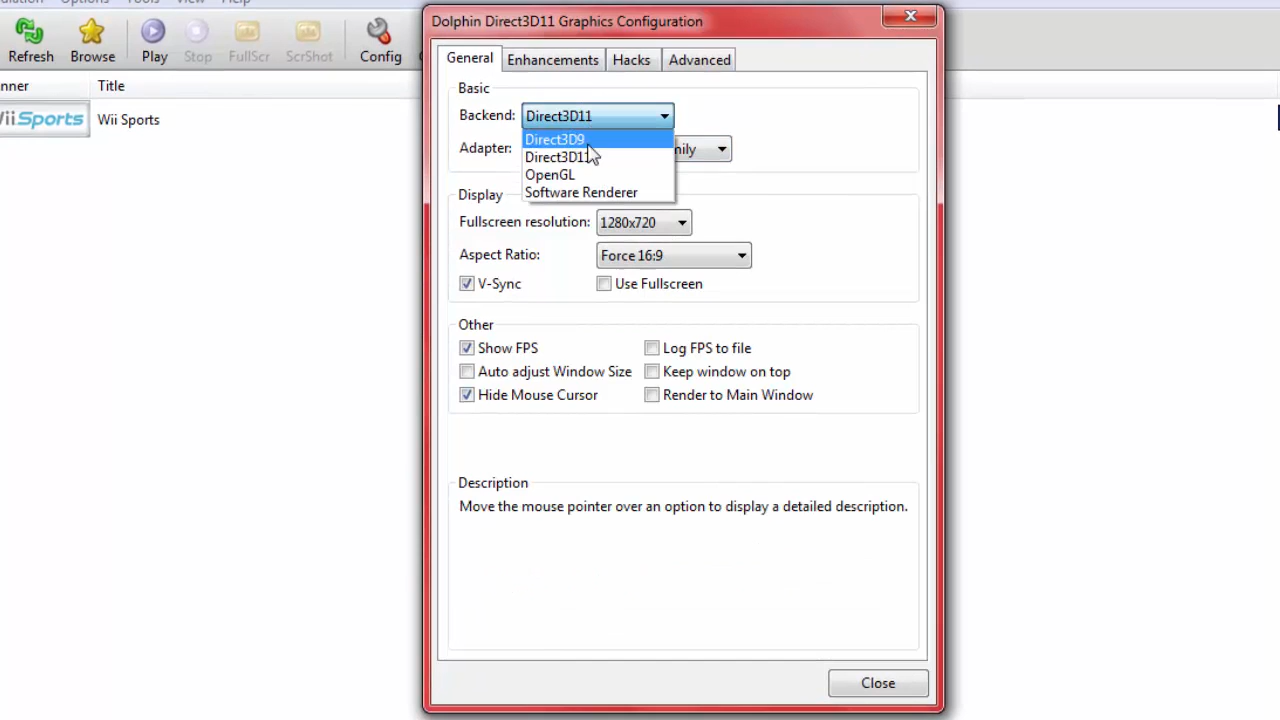 Options Tools View Help
Dolphin Direct3D11 Graphics Configuration
Refresh Browse Play Stop FullScr ScrShot Config
General Enhancements Hacks Advanced
Title
Basic
Backend: Direct3D11
Wii Sports Wii Sports
Direct3D9
Adapter:
Direct3D11
OpenGL
Software Renderer
Display
Fullscreen resolution: 1280x720
Aspect Ratio: Force 16:9
V-Sync Use Fullscreen
Other
Show FPS Log FPS to file
Auto adjust Window Size Keep window on top
Hide Mouse Cursor Render to Main Window
Description
Move the mouse pointer over an option to display a detailed description.
Close